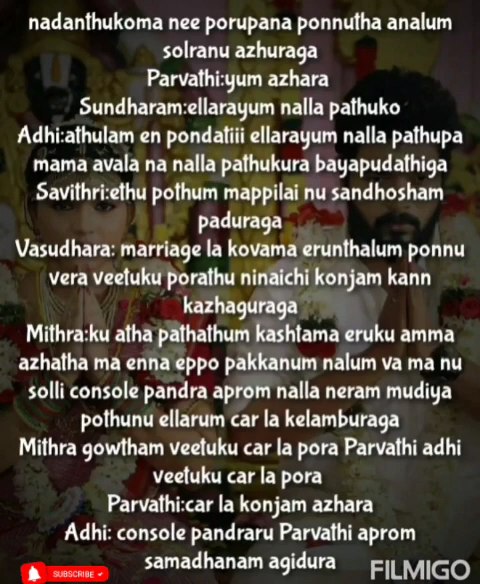 nadanthukoma nee porupana ponnutha analum
solranu azhuraga
Parvathi:yum azhara
Sundharam:ellarayum nalla pathuko
Adhi:athulam en pondatiii ellarayum nalla pathupa
mama avala na nalla pathukura bayapudathiga
Savithri:ethu pothum mappilai nu sandhosham
paduraga
Vasudhara: marriage la kovama erunthalum ponnu
vera veetuku porathu ninaichi konjam kann
kazhaguraga
Mithra:ku atha pathathum kashtama eruku amma
azhatha ma enna eppo pakkanum nalum va ma nu
solli console pandra aprom nalla neram mudiya
pothunu ellarum car la kelamburaga
Mithra gowtham veetuku car la pora Parvathi adhi
veetuku car la pora
Parvathi:car la konjam azhara
Adhi: console pandraru Parvathi aprom
samadhanam agidura
SUBSCRIBE
FILMIGO